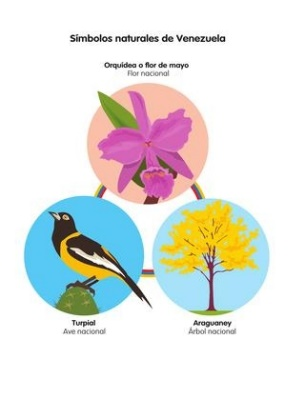 Símbolos naturales de Venezuela
Orquídea o flor de mayo
Flor nacional
Turpial
Ave nacional
Araguaney
Árbol nacional